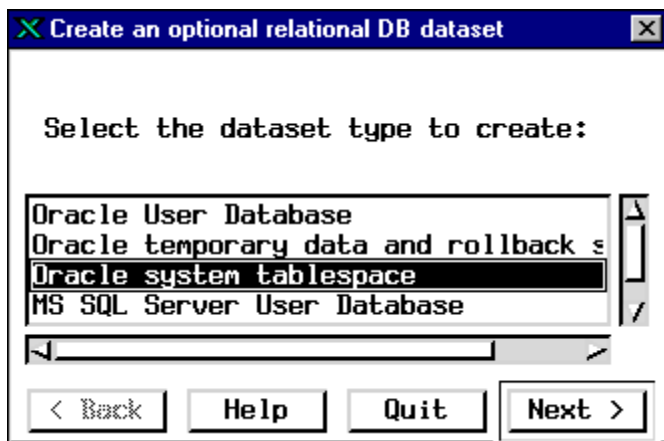 Create an optional relational DB dataset
Select the dataset type to create:
Oracle User Database
Oracle temporary data and rollback s
Oracle system tablespace
MS SQL Server User Database
< Back
Help
Quit
Next >